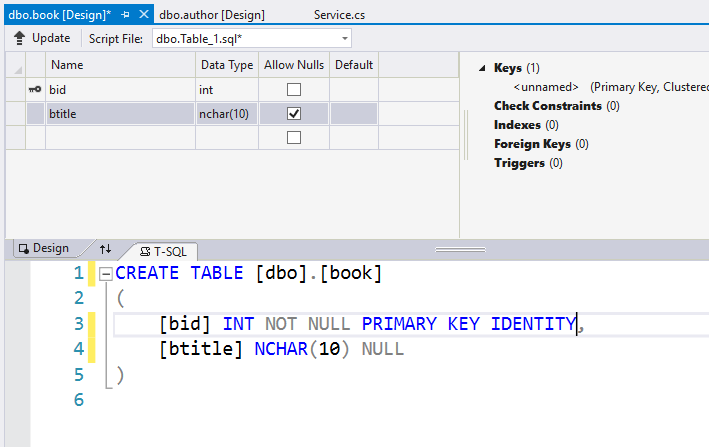 dbo.book [Design]* dbo.author [Design] Service.cs
Update Script File: dbo.Table_1.sql*
Name Data Type Allow Nulls Default
bid int
btitle nchar(10)
Keys (1)
<unnamed> (Primary Key, Clustered
Check Constraints (0)
Indexes (0)
Foreign Keys (0)
Triggers (0)
Design T-SQL
1 CREATE TABLE [dbo].[book]
2 (
3 [bid] INT NOT NULL PRIMARY KEY IDENTITY,
4 [btitle] NCHAR(10) NULL
5 )
6